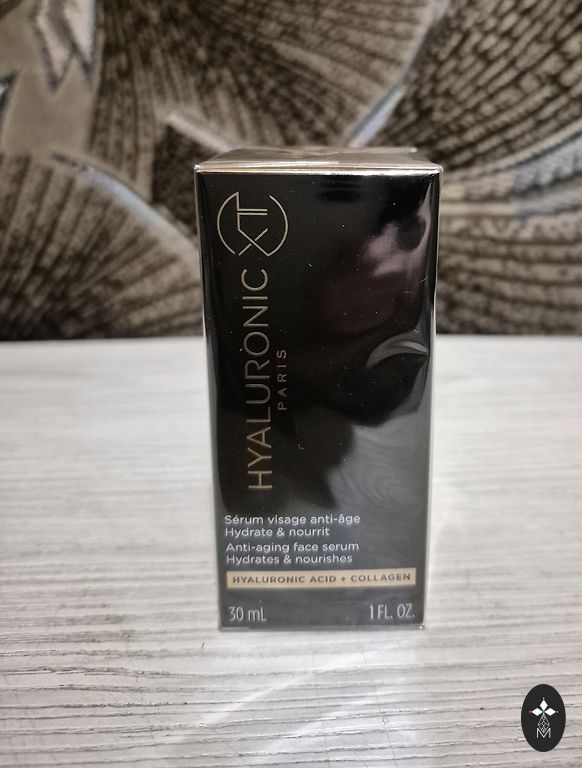 HYALURONIC XT
PARIS
Sérum visage anti-âge
Hydrate & nourrit
Anti-aging face serum
Hydrates & nourishes
HYALURONIC ACID + COLLAGEN
30 mL 1 FL. OZ.
M